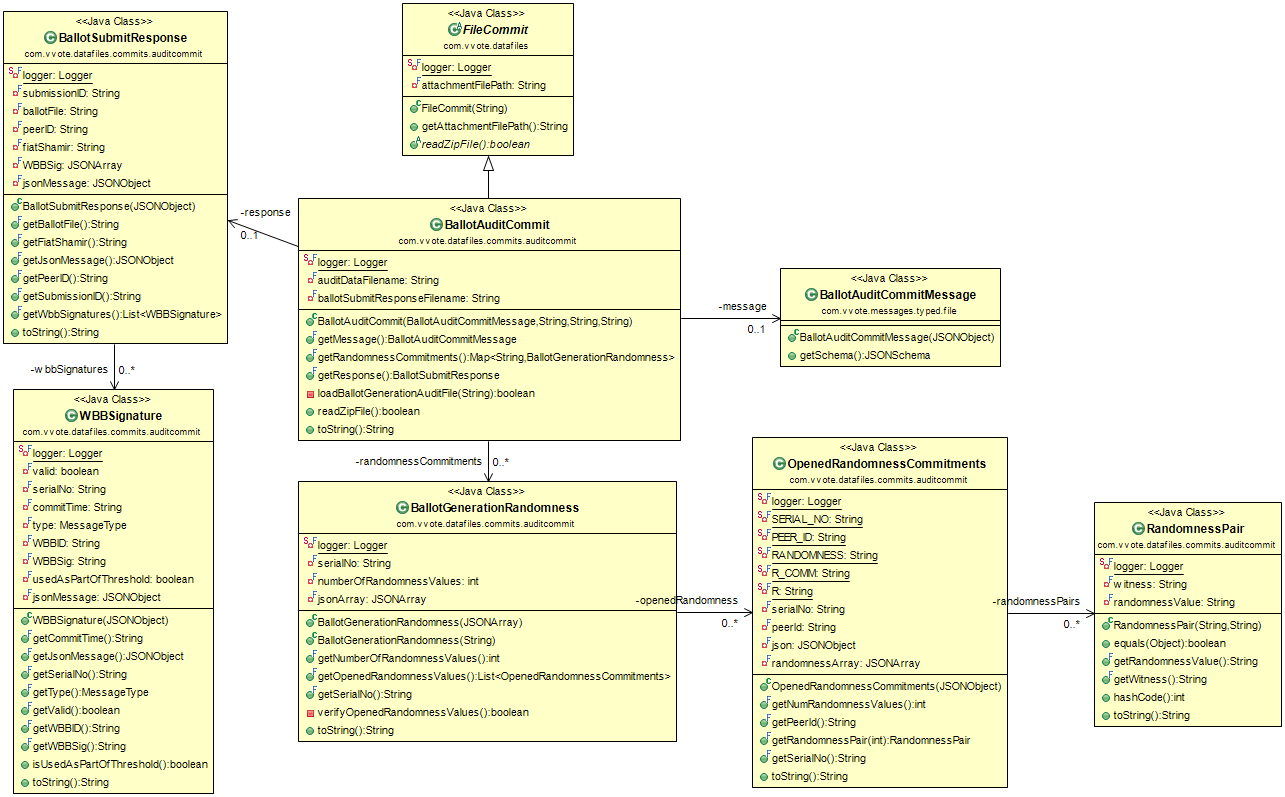 <<Java Class>>
BallotSubmitResponse
com.vvote.datafiles.commits.auditcommit
logger: Logger
submissionID: String
ballotFile: String
peerID: String
fiatShamir: String
WBBSig: JSONArray
jsonMessage: JSONObject
BallotSubmitResponse(JSONObject)
getBallotFile():String
getFiatShamir():String
getJsonMessage():JSONObject
getPeerID():String
getSubmissionID():String
getWbbSignatures():List<WBBSignature>
toString():String
<<Java Class>>
FileCommit
com.vvote.datafiles
logger: Logger
attachmentFilePath: String
FileCommit(String)
getAttachmentFilePath():String
readZipFile():boolean
-response
0..1
<<Java Class>>
BallotAuditCommit
com.vvote.datafiles.commits.auditcommit
logger: Logger
auditDataFilename: String
ballotSubmitResponseFilename: String
BallotAuditCommit(BallotAuditCommitMessage,String,String,String)
getMessage():BallotAuditCommitMessage
getRandomnessCommitments():Map<String,BallotGenerationRandomness>
getResponse():BallotSubmitResponse
loadBallotGenerationAuditFile(String):boolean
readZipFile():boolean
toString():String
-message
0..1
<<Java Class>>
BallotAuditCommitMessage
com.vvote.messages.typed.file
BallotAuditCommitMessage(JSONObject)
getSchema():JSONSchema
-wbbSignatures
0..*
<<Java Class>>
WBBSignature
com.vvote.datafiles.commits.auditcommit
logger: Logger
valid: boolean
serialNo: String
commitTime: String
type: MessageType
WBBID: String
WBBSig: String
usedAsPartOfThreshold: boolean
jsonMessage: JSONObject
WBBSignature(JSONObject)
getCommitTime():String
getJsonMessage():JSONObject
getSerialNo():String
getType():MessageType
getValid():boolean
getWBBID():String
getWBBSig():String
isUsedAsPartOfThreshold():boolean
toString():String
-randomnessCommitments
0..*
<<Java Class>>
BallotGenerationRandomness
com.vvote.datafiles.commits.auditcommit
logger: Logger
serialNo: String
numberOfRandomnessValues: int
jsonArray: JSONArray
BallotGenerationRandomness(JSONArray)
BallotGenerationRandomness(String)
getNumberOfRandomnessValues():int
getOpenedRandomnessValues():List<OpenedRandomnessCommitments>
getSerialNo():String
verifyOpenedRandomnessValues():boolean
toString():String
-openedRandomness
0..*
<<Java Class>>
OpenedRandomnessCommitments
com.vvote.datafiles.commits.auditcommit
logger: Logger
SERIAL_NO: String
PEER_ID: String
RANDOMNESS: String
R_COMM: String
R: String
serialNo: String
peerId: String
json: JSONObject
randomnessArray: JSONArray
OpenedRandomnessCommitments(JSONObject)
getNumRandomnessValues():int
getPeerId():String
getRandomnessPair(int):RandomnessPair
getSerialNo():String
toString():String
-randomnessPairs
0..*
<<Java Class>>
RandomnessPair
com.vvote.datafiles.commits.auditcommit
logger: Logger
witness: String
randomnessValue: String
RandomnessPair(String,String)
equals(Object):boolean
getRandomnessValue():String
getWitness():String
hashCode():int
toString():String